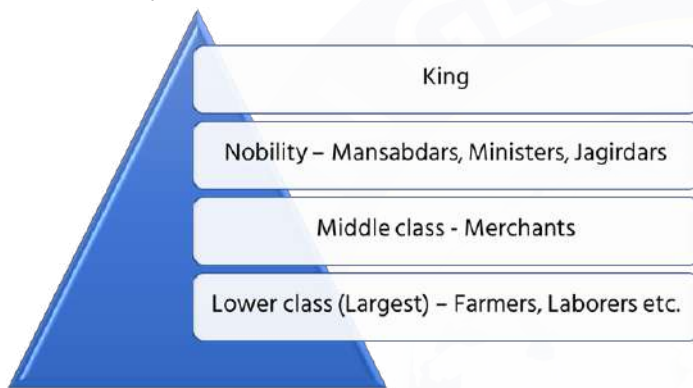 King
Nobility – Mansabdars, Ministers, Jagirdars
Middle class - Merchants
Lower class (Largest) – Farmers, Laborers etc.